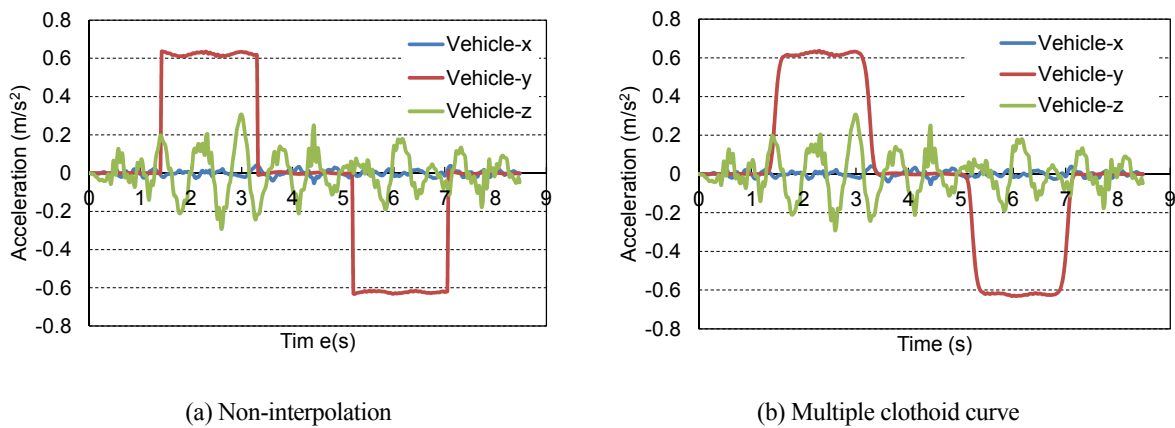 Acceleration (m/s²)
0.8
0.6
0.4
0.2
0
-0.2
-0.4
-0.6
-0.8
0 1 2 3 4 5 6 7 8 9
Vehicle-x
Vehicle-y
Vehicle-z
Tim e(s)
(a) Non-interpolation
Acceleration (m/s²)
0.8
0.6
0.4
0.2
0
-0.2
-0.4
-0.6
-0.8
0 1 2 3 4 5 6 7 8 9
Vehicle-x
Vehicle-y
Vehicle-z
Time (s)
(b) Multiple clothoid curve